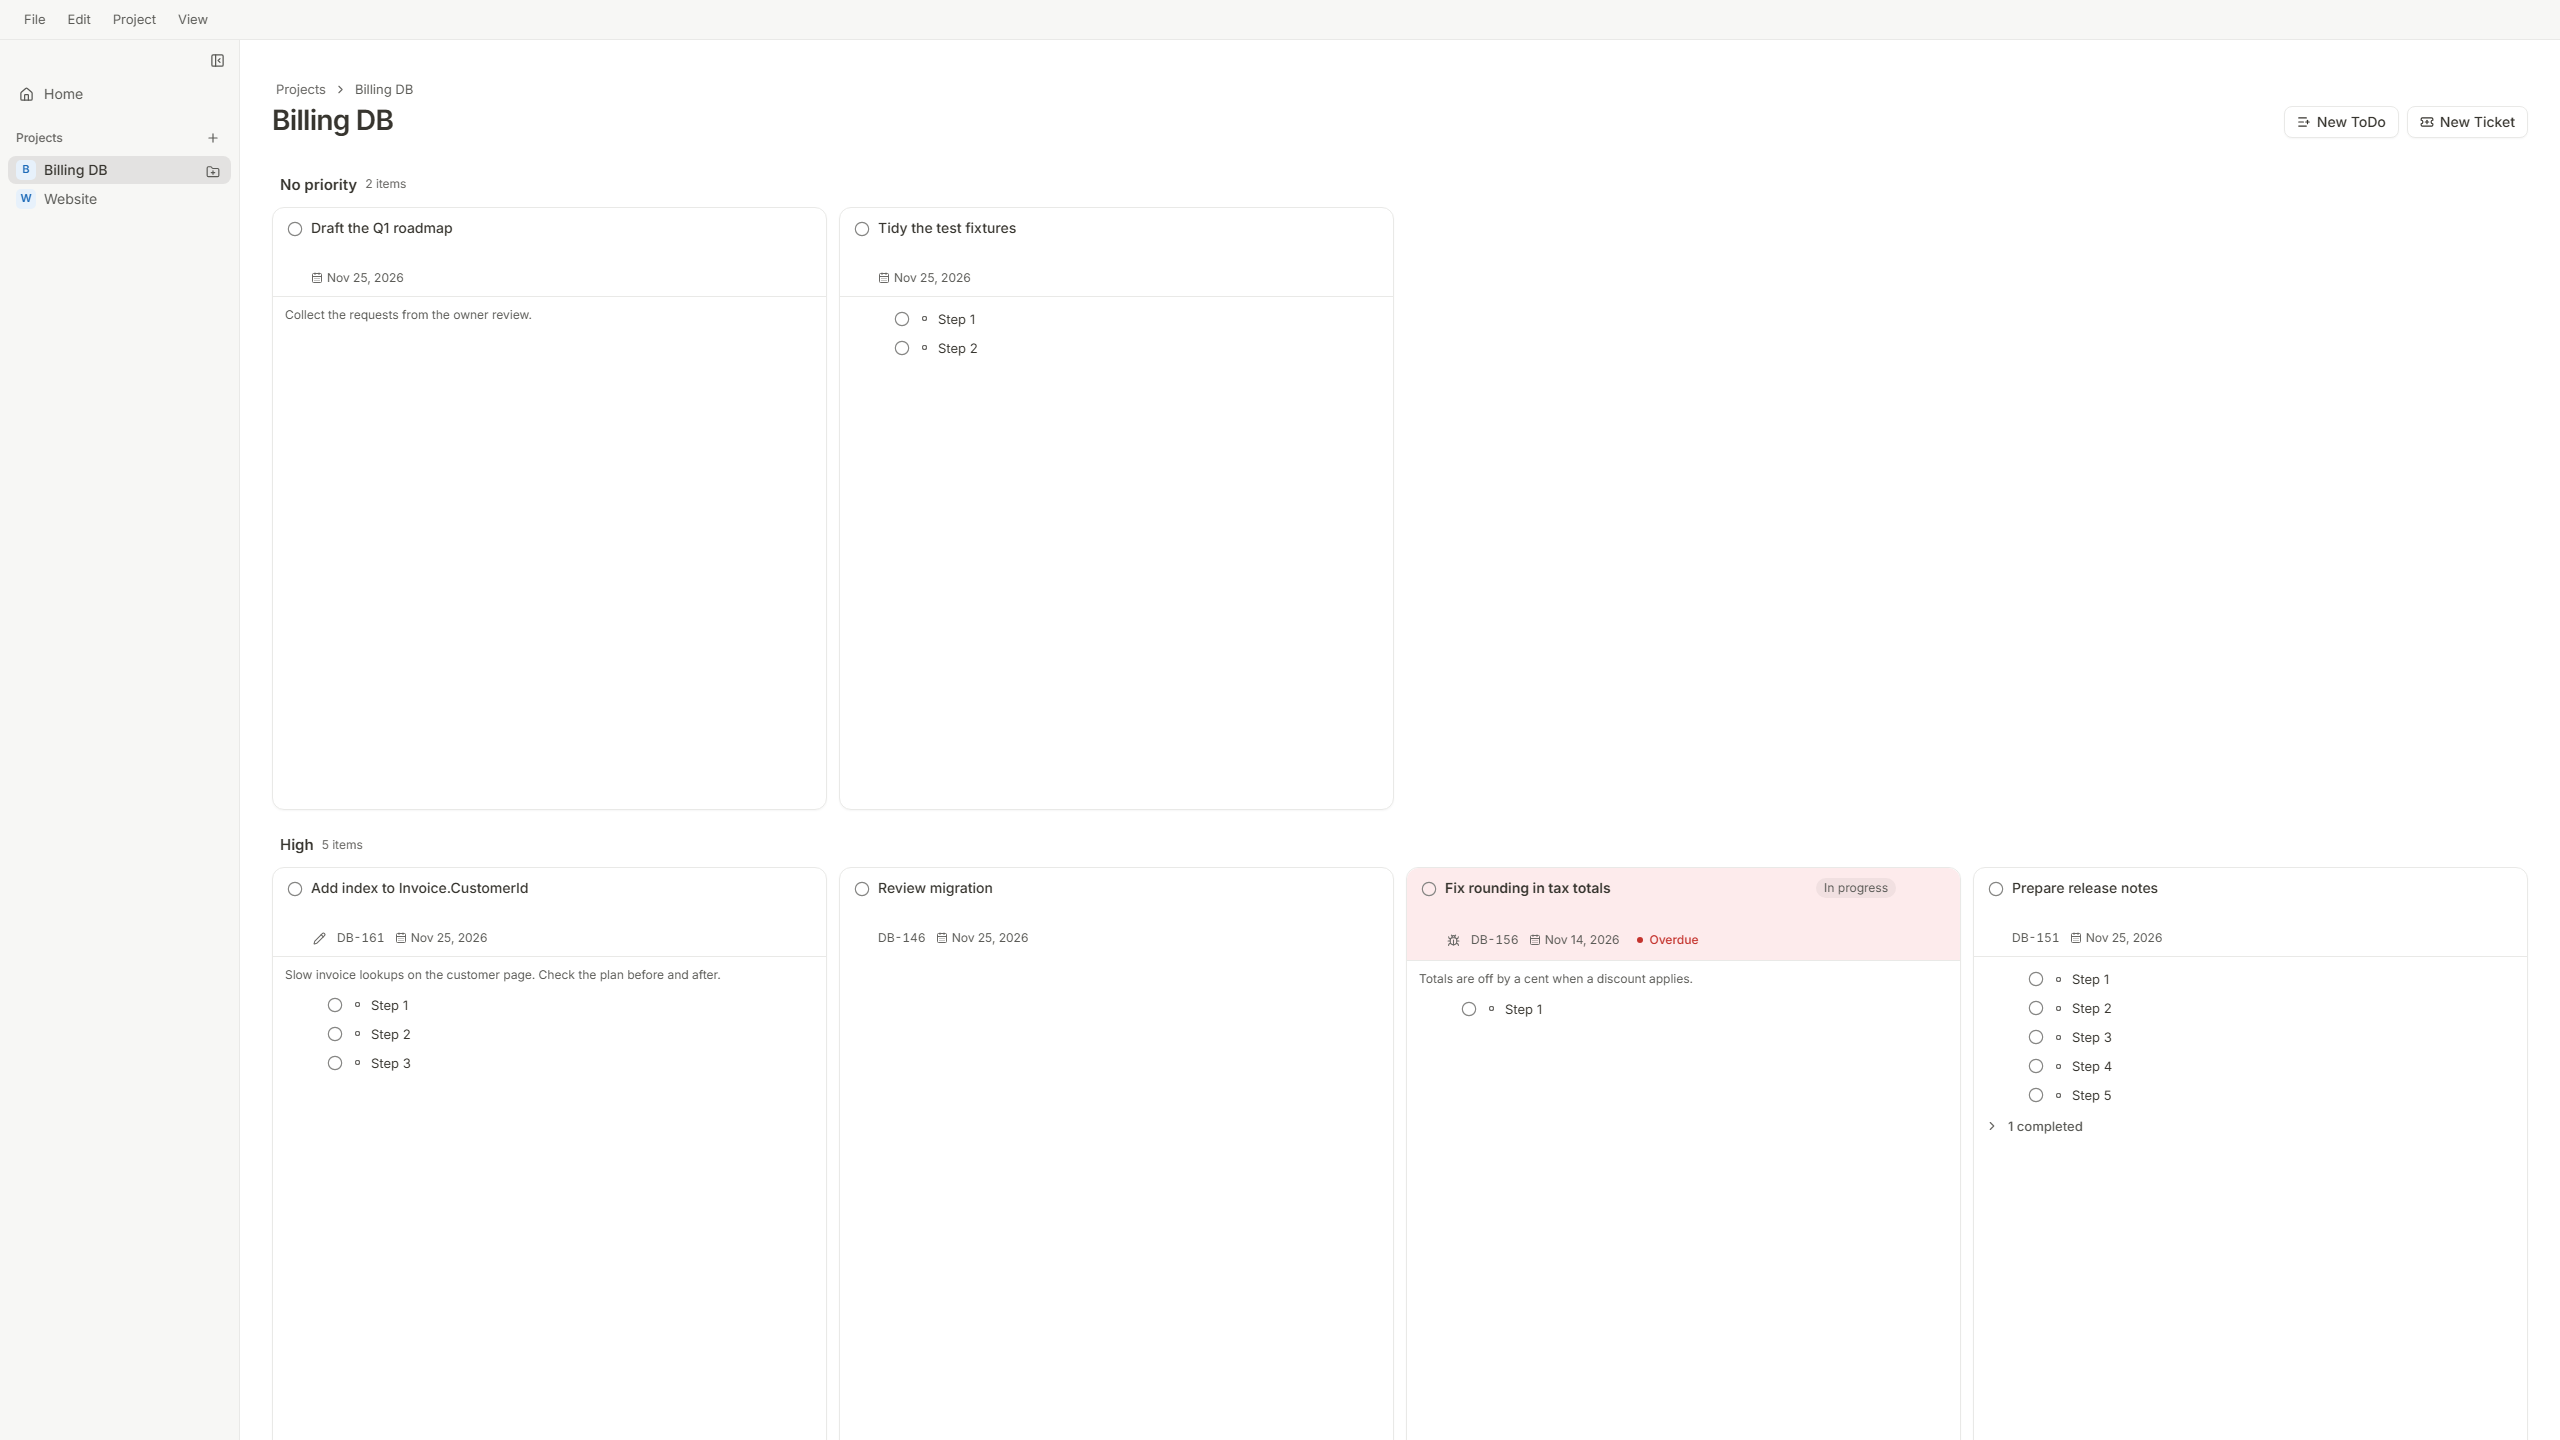 File Edit Project View
Home
Projects
B Billing DB
W Website
Projects Billing DB
Billing DB
New ToDo New Ticket
No priority 2 items
Draft the Q1 roadmap
Nov 25, 2026
Collect the requests from the owner review.
Tidy the test fixtures
Nov 25, 2026
Step 1
Step 2
High 5 items
Add index to Invoice.CustomerId
DB-161 Nov 25, 2026
Slow invoice lookups on the customer page. Check the plan before and after.
Step 1
Step 2
Step 3
Review migration
DB-146 Nov 25, 2026
Fix rounding in tax totals In progress
DB-156 Nov 14, 2026 Overdue
Totals are off by a cent when a discount applies.
Step 1
Prepare release notes
DB-151 Nov 25, 2026
Step 1
Step 2
Step 3
Step 4
Step 5
1 completed